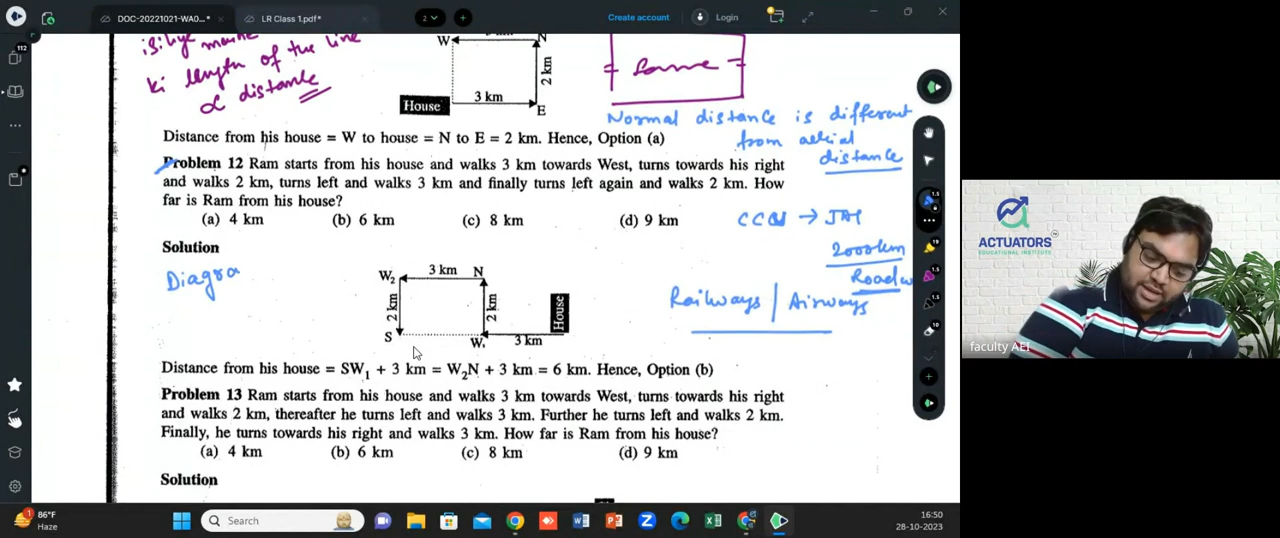 DOC-20221021-WA0...*
LR Class 1.pdf*
2
Create account
Login
112
ki length of the line
∝ distance
W
N
2 km
House
3 km
E
Same
Normal distance is different
from aerial
distance
Distance from his house = W to house = N to E = 2 km. Hence, Option (a)
Problem 12 Ram starts from his house and walks 3 km towards West, turns towards his right
and walks 2 km, turns left and walks 3 km and finally turns left again and walks 2 km. How
far is Ram from his house?
(a) 4 km (b) 6 km (c) 8 km (d) 9 km
2000km
Solution
Diagra
Railways | Airways
W2 3 km N
2 km
2 km
House
S
W1
3 km
Distance from his house = SW1 + 3 km = W2N + 3 km = 6 km. Hence, Option (b)
Problem 13 Ram starts from his house and walks 3 km towards West, turns towards his right
and walks 2 km, thereafter he turns left and walks 3 km. Further he turns left and walks 2 km.
Finally, he turns towards his right and walks 3 km. How far is Ram from his house?
(a) 4 km (b) 6 km (c) 8 km (d) 9 km
Solution
ACTUATORS
EDUCATIONAL INSTITUTE
faculty AEI
1
86°F
Haze
Search
16:50
28-10-2023